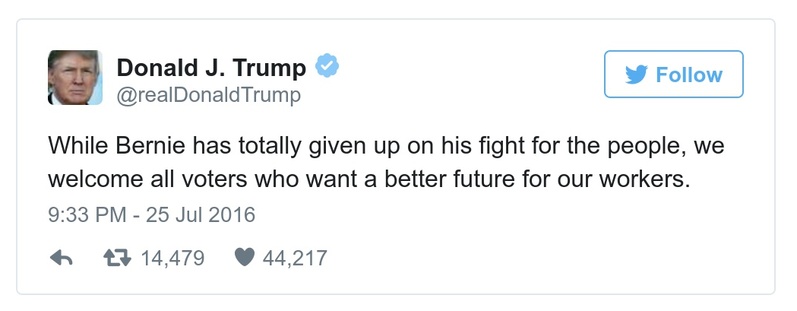 Donald J. Trump
@realDonaldTrump
Follow
While Bernie has totally given up on his fight for the people, we
welcome all voters who want a better future for our workers.
9:33 PM - 25 Jul 2016
14,479 44,217